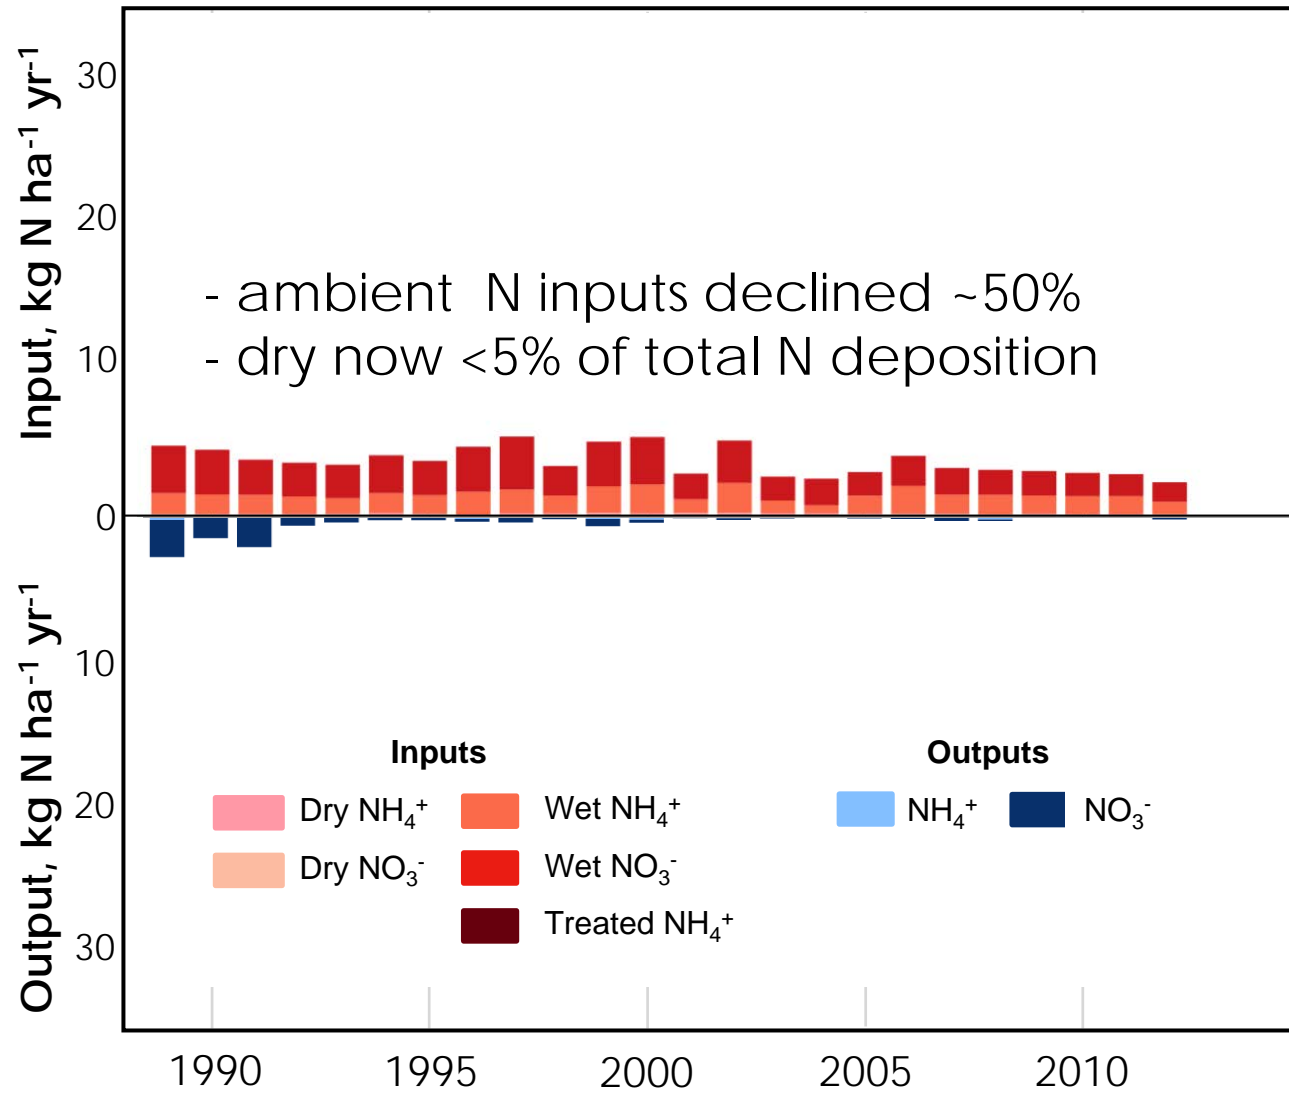 Input, kg N ha⁻¹ yr⁻¹
30
20
10
0
- ambient N inputs declined ~50%
- dry now <5% of total N deposition
Output, kg N ha⁻¹ yr⁻¹
10
20
30
Inputs
Dry NH₄⁺
Wet NH₄⁺
Dry NO₃⁻
Wet NO₃⁻
Treated NH₄⁺
Outputs
NH₄⁺
NO₃⁻
1990
1995
2000
2005
2010